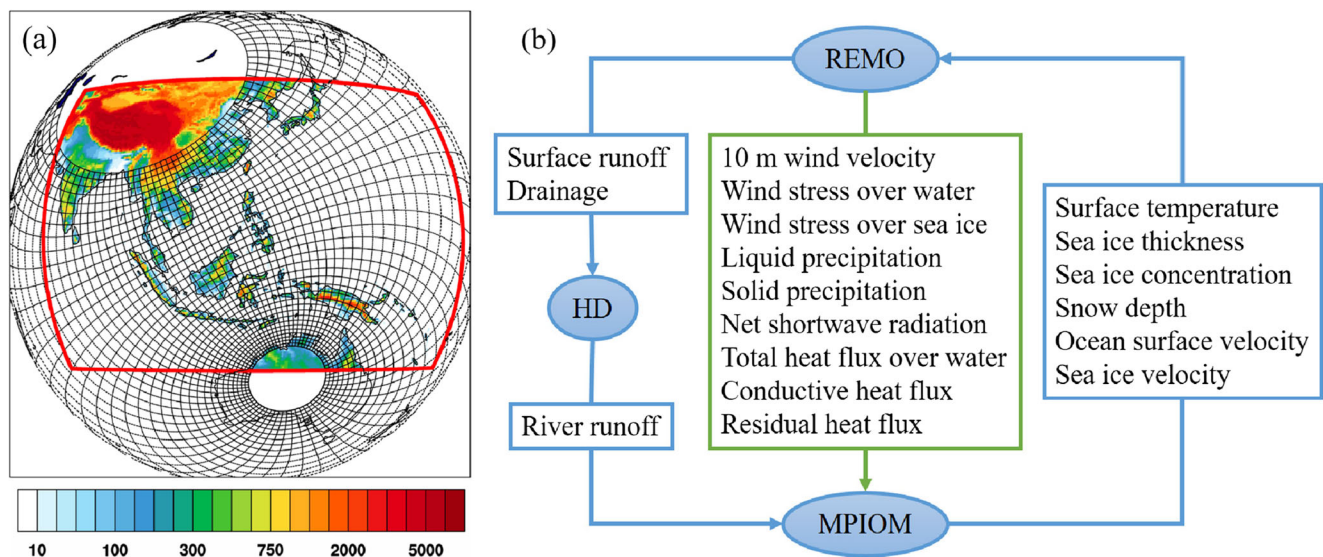 (a)
10 100 300 750 2000 5000
(b)
REMO
Surface runoff
Drainage
HD
River runoff
10 m wind velocity
Wind stress over water
Wind stress over sea ice
Liquid precipitation
Solid precipitation
Net shortwave radiation
Total heat flux over water
Conductive heat flux
Residual heat flux
Surface temperature
Sea ice thickness
Sea ice concentration
Snow depth
Ocean surface velocity
Sea ice velocity
MPIOM